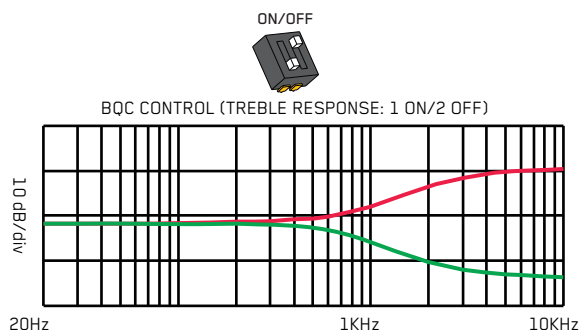 ON/OFF
BQC CONTROL (TREBLE RESPONSE: 1 ON/2 OFF)
10 dB/div
20Hz 1KHz 10KHz